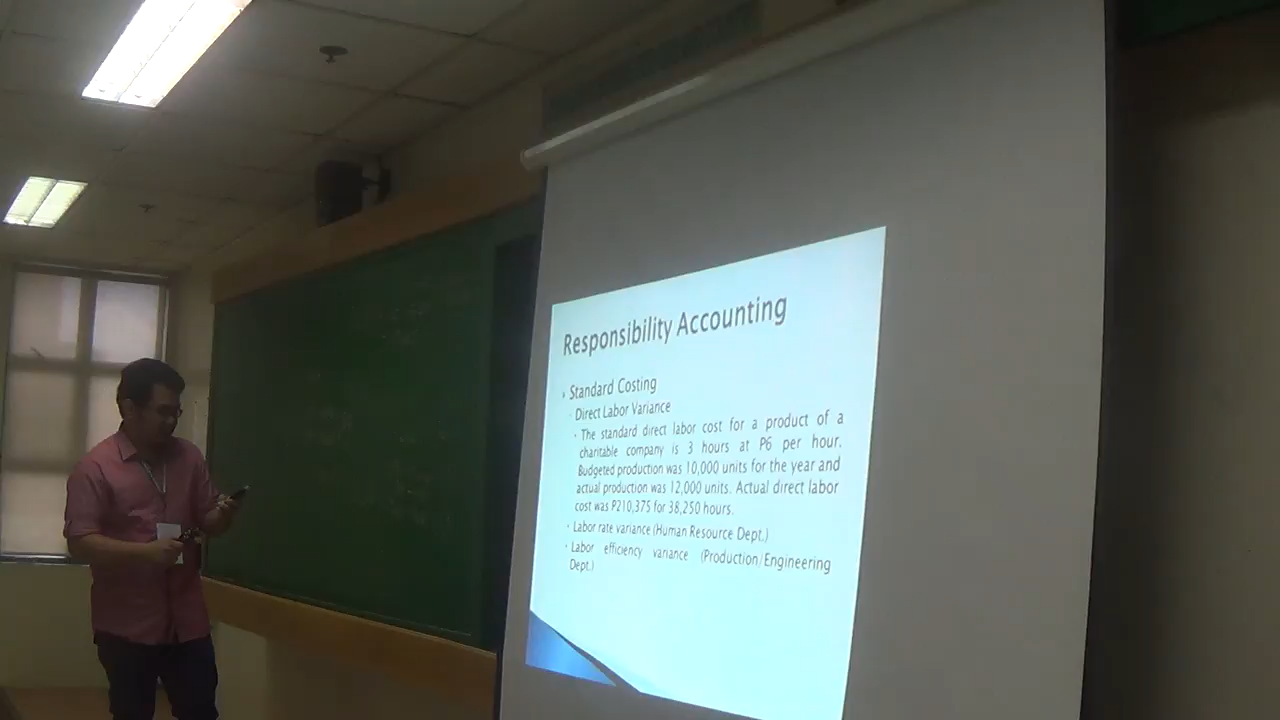 Responsibility Accounting
Standard Costing
Direct Labor Variance
The standard direct labor cost for a product of a
charitable company is 3 hours at P6 per hour.
Budgeted production was 10,000 units for the year and
actual production was 12,000 units. Actual direct labor
cost was P210,375 for 38,250 hours.
Labor rate variance (Human Resource Dept.)
Labor efficiency variance (Production/Engineering
Dept.)